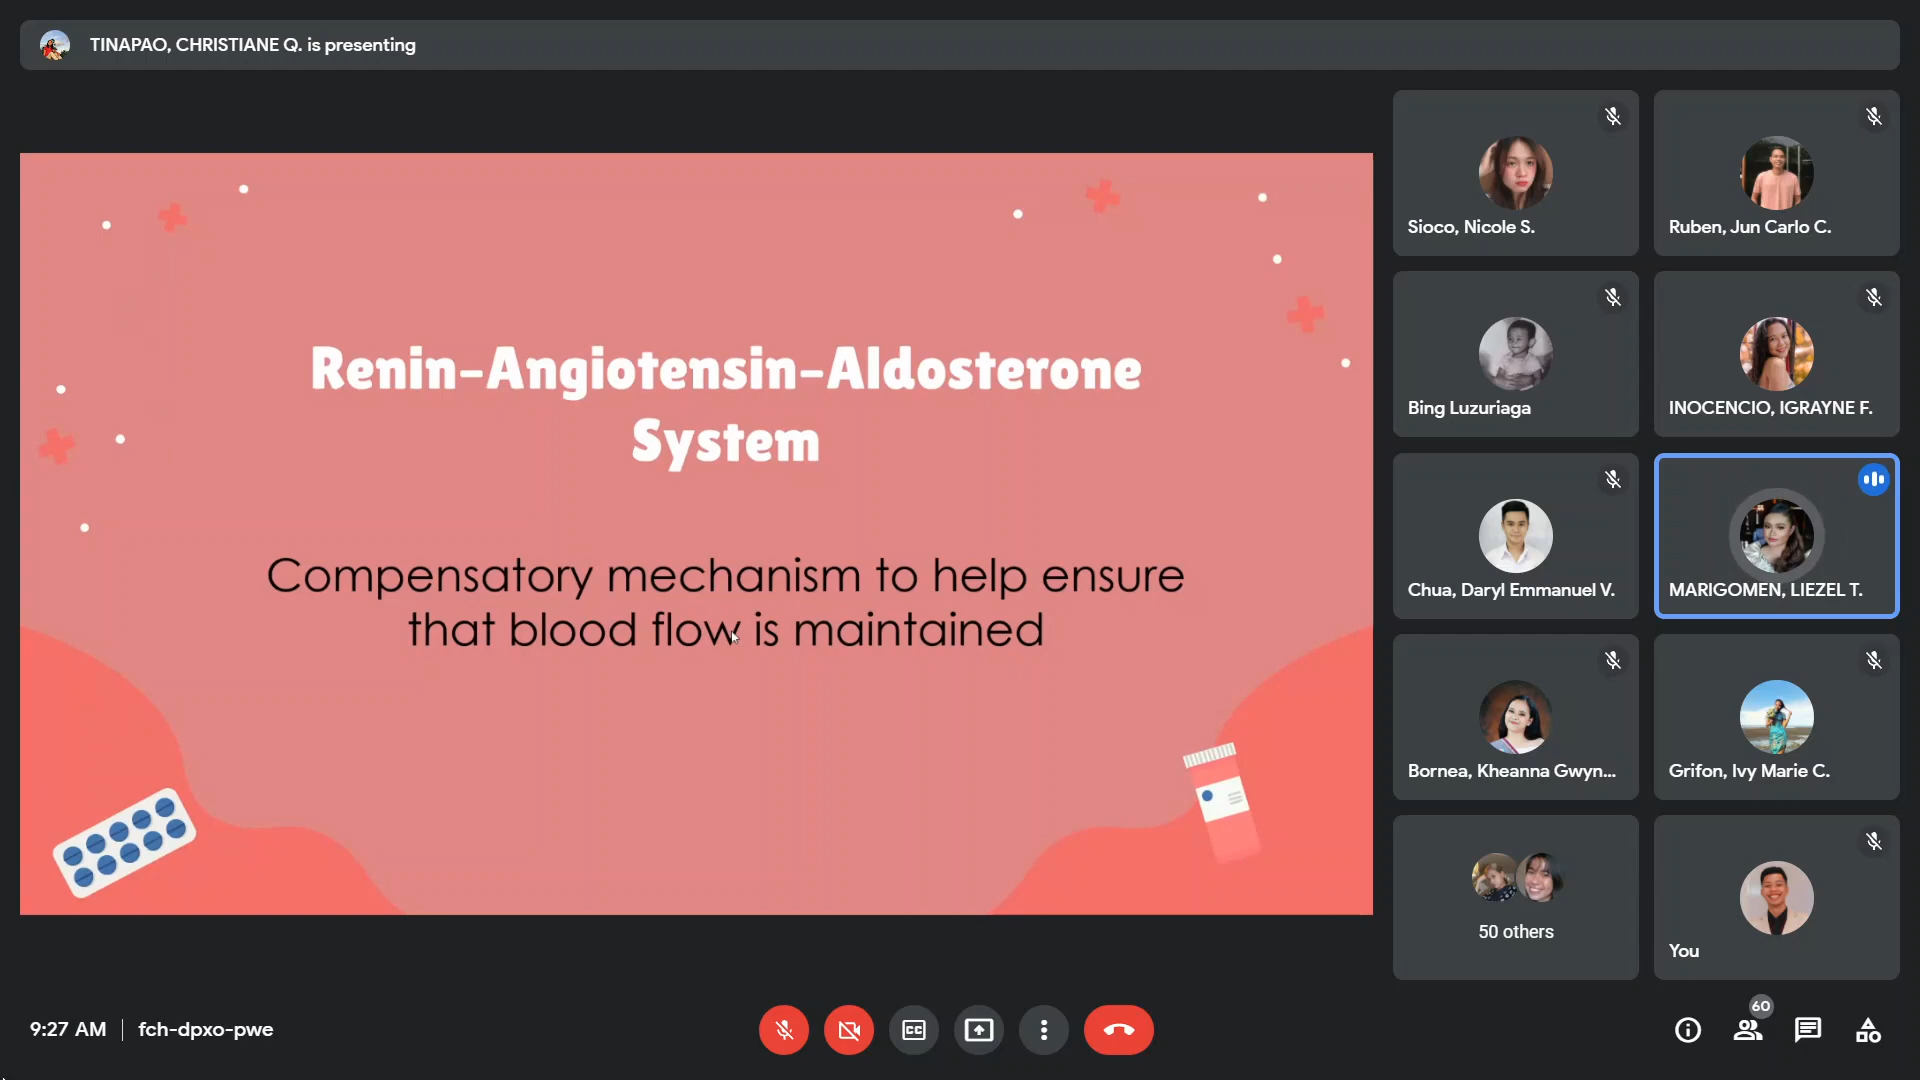 TINAPAO, CHRISTIANE Q. is presenting
Renin-Angiotensin-Aldosterone
System
Compensatory mechanism to help ensure
that blood flow is maintained
Sioco, Nicole S.
Ruben, Jun Carlo C.
Bing Luzuriaga
INOCENCIO, IGRAYNE F.
Chua, Daryl Emmanuel V.
MARIGOMEN, LIEZEL T.
Bornea, Kheanna Gwyn...
Grifon, Ivy Marie C.
50 others
You
9:27 AM | fch-dpxo-pwe
CC
60